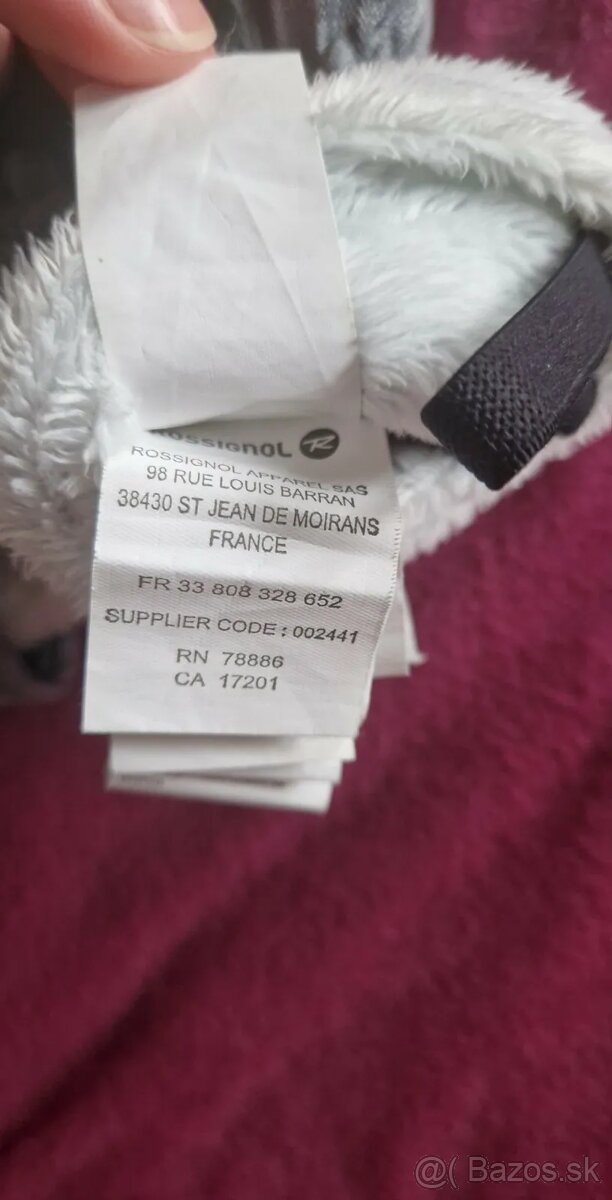 ROSSIGNOL R
ROSSIGNOL APPAREL SAS
98 RUE LOUIS BARRAN
38430 ST JEAN DE MOIRANS
FRANCE
FR 33 808 328 652
SUPPLIER CODE : 002441
RN 78886
CA 17201
@( Bazos.sk